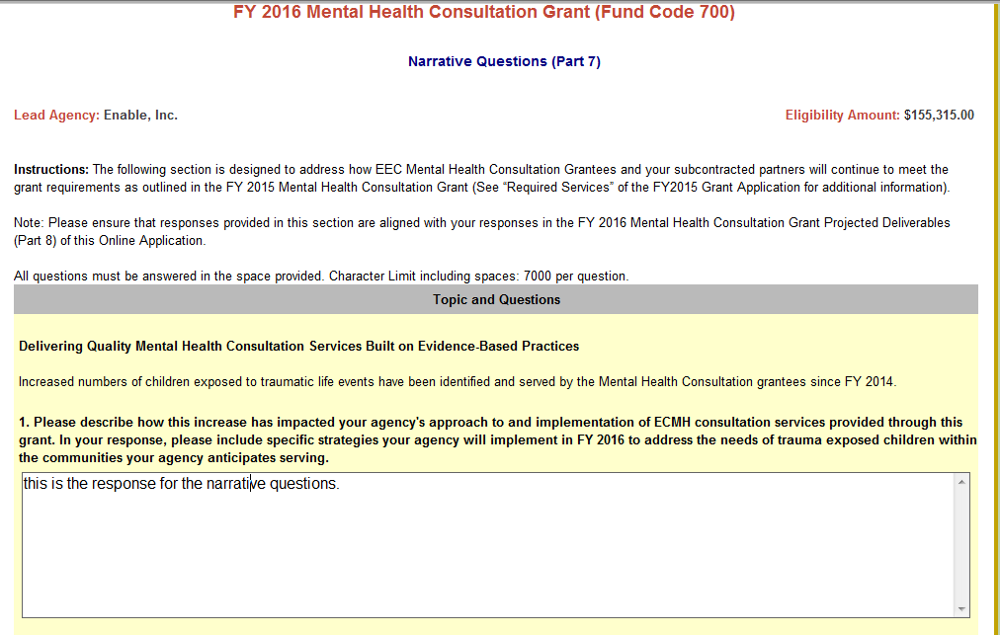 FY 2016 Mental Health Consultation Grant (Fund Code 700)
Narrative Questions (Part 7)
Lead Agency: Enable, Inc. Eligibility Amount: $155,315.00
Instructions: The following section is designed to address how EEC Mental Health Consultation Grantees and your subcontracted partners will continue to meet the
grant requirements as outlined in the FY 2015 Mental Health Consultation Grant (See “Required Services” of the FY2015 Grant Application for additional information).
Note: Please ensure that responses provided in this section are aligned with your responses in the FY 2016 Mental Health Consultation Grant Projected Deliverables
(Part 8) of this Online Application.
All questions must be answered in the space provided. Character Limit including spaces: 7000 per question.
Topic and Questions
Delivering Quality Mental Health Consultation Services Built on Evidence-Based Practices
Increased numbers of children exposed to traumatic life events have been identified and served by the Mental Health Consultation grantees since FY 2014.
1. Please describe how this increase has impacted your agency's approach to and implementation of ECMH consultation services provided through this
grant. In your response, please include specific strategies your agency will implement in FY 2016 to address the needs of trauma exposed children within
the communities your agency anticipates serving.
this is the response for the narrative questions.